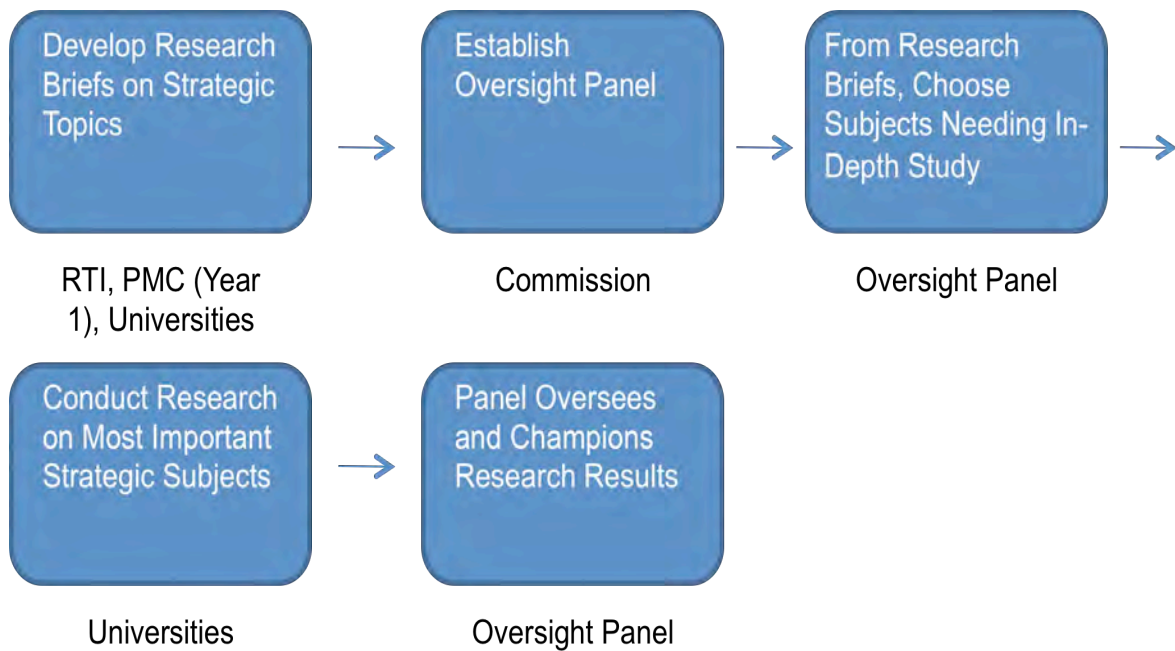 Develop Research
Briefs on Strategic
Topics
Establish
Oversight Panel
From Research
Briefs, Choose
Subjects Needing In-
Depth Study
RTI, PMC (Year
1), Universities
Commission
Oversight Panel
Conduct Research
on Most Important
Strategic Subjects
Panel Oversees
and Champions
Research Results
Universities
Oversight Panel